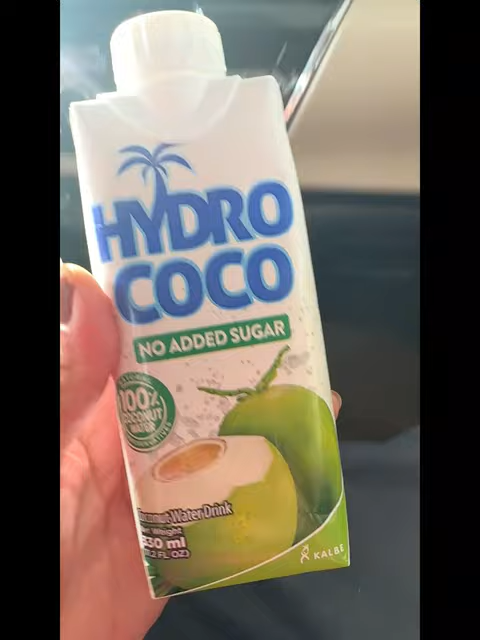 HYDRO
COCO
NO ADDED SUGAR
100%
COCONUT
WATER
Coconut Water Drink
330 ml
KALBE